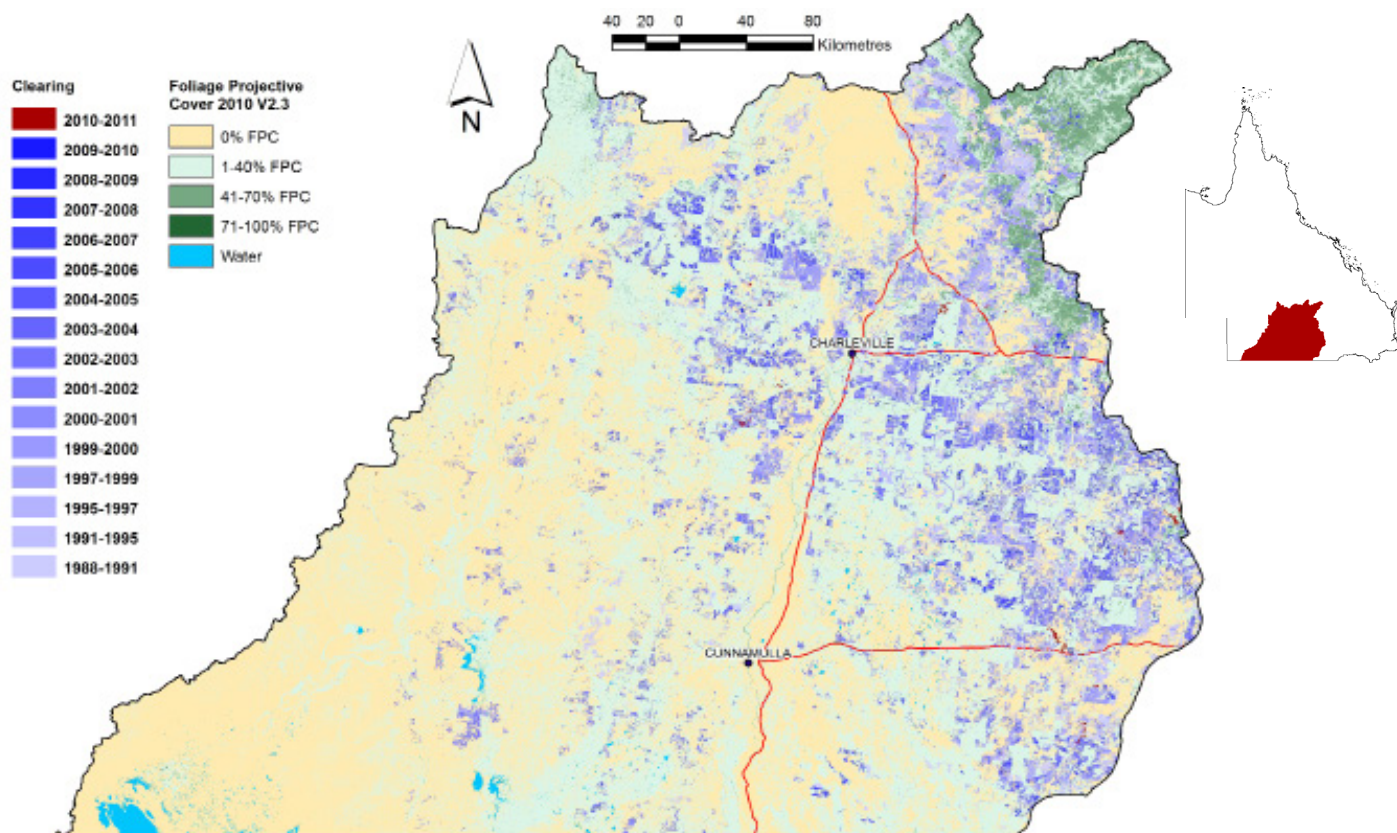 40 20 0 40 80
Kilometres
N
Clearing
2010-2011
2009-2010
2008-2009
2007-2008
2006-2007
2005-2006
2004-2005
2003-2004
2002-2003
2001-2002
2000-2001
1999-2000
1997-1999
1995-1997
1991-1995
1988-1991
Foliage Projective
Cover 2010 V2.3
0% FPC
1-40% FPC
41-70% FPC
71-100% FPC
Water
CHARLEVILLE
CUNNAMULLA